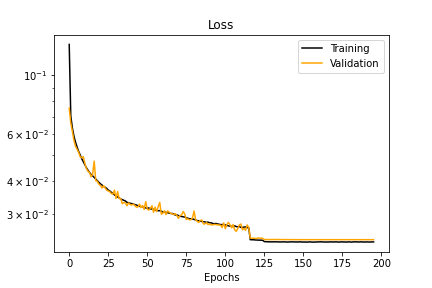 Loss
Training
Validation
10⁻¹
6 × 10⁻²
4 × 10⁻²
3 × 10⁻²
0 25 50 75 100 125 150 175 200
Epochs